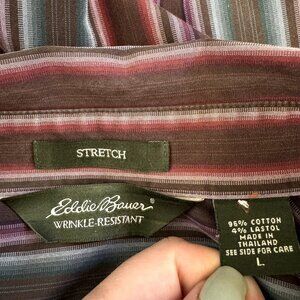 STRETCH
Eddie Bauer
WRINKLE-RESISTANT
96% COTTON
4% LASTOL
MADE IN
THAILAND
SEE SIDE FOR CARE
L